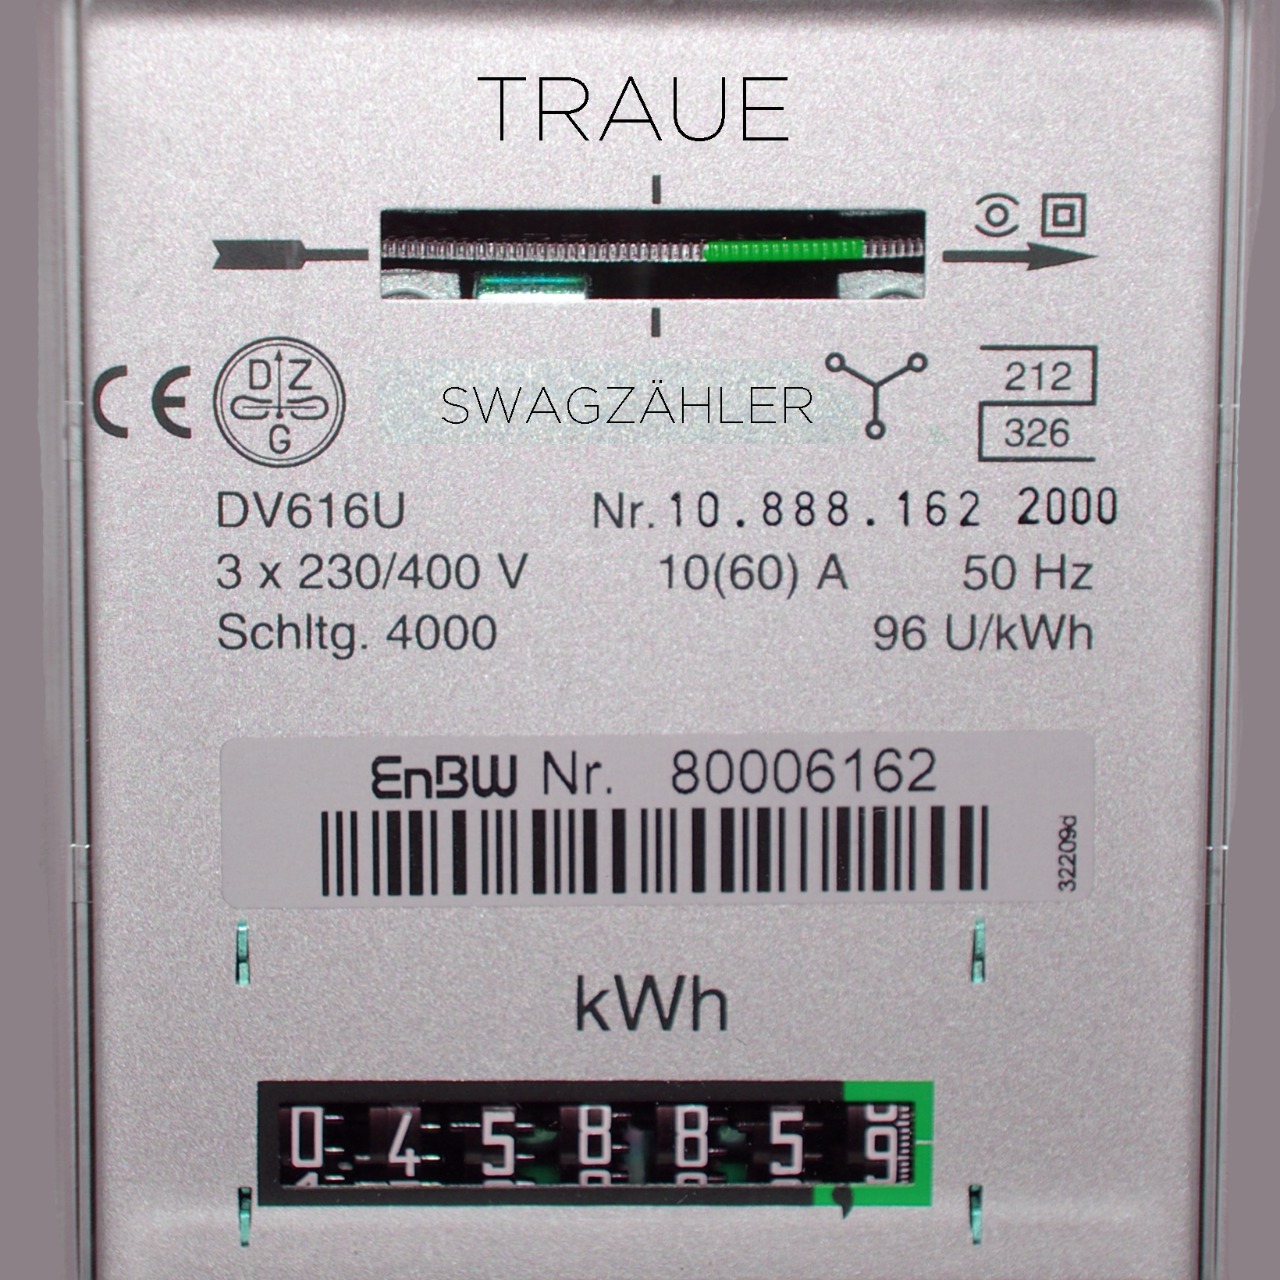 TRAUE
CE
D Z
G
SWAGZÄHLER
212
326
DV616U Nr. 10.888.162 2000
3 x 230/400 V 10(60) A 50 Hz
Schltg. 4000 96 U/kWh
EnBW Nr. 80006162
32209d
kWh
0 4 5 8 8 5 9